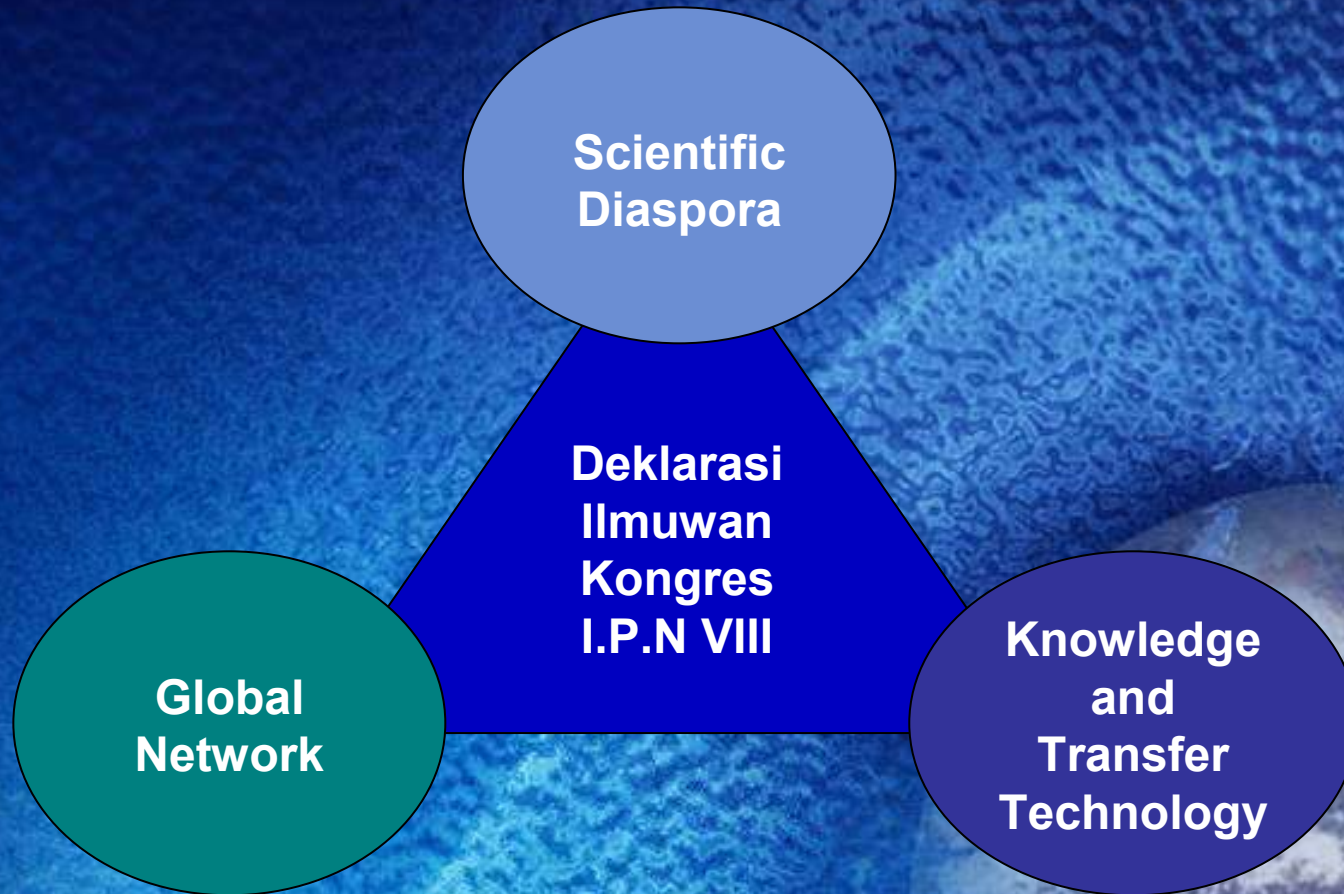 Scientific
Diaspora
Deklarasi
Ilmuwan
Kongres
I.P.N VIII
Global
Network
Knowledge
and
Transfer
Technology